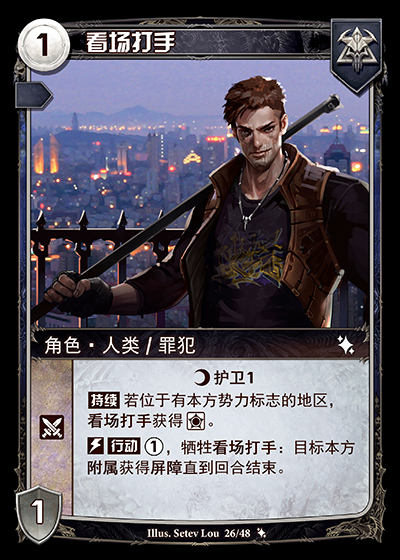 1 看场打手
角色・人类 / 罪犯
护卫1
持续 若位于有本方势力标志的地区，
看场打手获得 。
行动 1，牺牲看场打手：目标本方
附属获得屏障直到回合结束。
1
Illus. Setev Lou 26/48